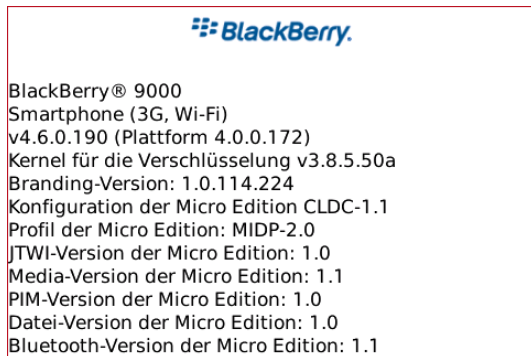 BlackBerry.
BlackBerry® 9000
Smartphone (3G, Wi-Fi)
v4.6.0.190 (Plattform 4.0.0.172)
Kernel für die Verschlüsselung v3.8.5.50a
Branding-Version: 1.0.114.224
Konfiguration der Micro Edition CLDC-1.1
Profil der Micro Edition: MIDP-2.0
JTWI-Version der Micro Edition: 1.0
Media-Version der Micro Edition: 1.1
PIM-Version der Micro Edition: 1.0
Datei-Version der Micro Edition: 1.0
Bluetooth-Version der Micro Edition: 1.1